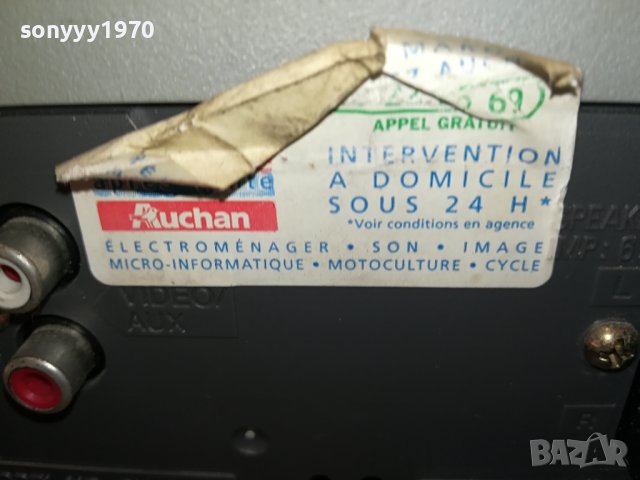 sonyyy1970
69
APPEL GRATUIT
INTERVENTION
A DOMICILE
SOUS 24 H*
*Voir conditions en agence
Auchan
ÉLECTROMÉNAGER • SON • IMAGE
MICRO-INFORMATIQUE • MOTOCULTURE • CYCLE
VIDEO/
AUX
L
R
BAZAR